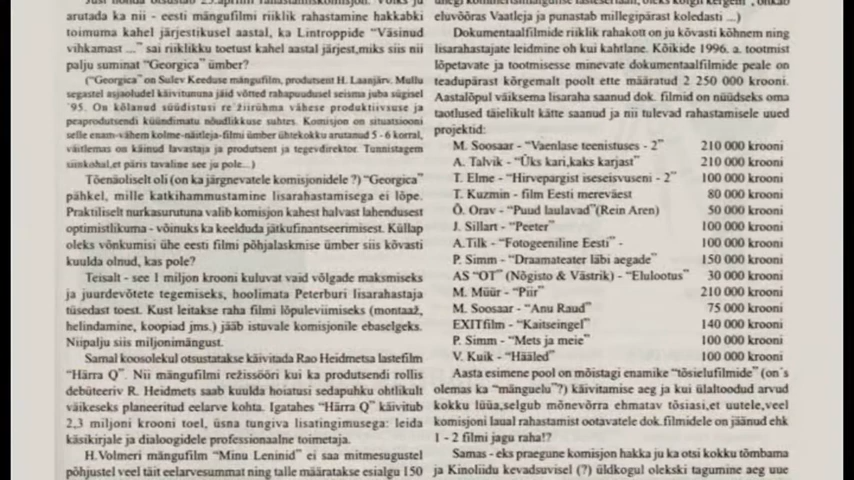 arutada ka nii - eesti mängufilmi riiklik rahastamine hakkabki
toimuma kahel järjestikusel aastal, ka Lintroppide "Väsinud
vihkamast ..." sai riiklikku toetust kahel aastal järjest,miks siis nii
palju suminat "Georgica" ümber?
("Georgica" on Sulev Keeduse mängufilm, produtsent H. Laanjärv. Mullu
segastel asjaoludel käivitununa jäid võtted rahapuudusel seisma juba sügisel
'95. On kõlanud süüdistusi re'žiirühma vähese produktiivsuse ja
peaprodutsendi küündimatu nõudlikkuse suhtes. Komisjon on situatsiooni
selle enam-vähem kolme-näitleja-filmi ümber ühtekokku arutanud 5 - 6 korral,
väitlemas on käinud lavastaja ja produtsent ja tegevdirektor. Tunnistagem
siinkohal,et päris tavaline see ju pole...)
Tõenäoliselt oli (on ka järgnevatele komisjonidele ?) "Georgica"
pähkel, mille katkihammustamine lisarahastamisega ei lõpe.
Praktiliselt nurkasurutuna valib komisjon kahest halvast lahendusest
optimistlikuma - võinuks ka keelduda jätkufinantseerimisest. Küllap
oleks võnkumisi ühe eesti filmi põhjalaskmise ümber siis kõvasti
kuulda olnud, kas pole?
Teisalt - see 1 miljon krooni kuluvat vaid võlgade maksmiseks
ja juurdevõtete tegemiseks, hoolimata Peterburi lisarahastaja
tüsedast toest. Kust leitakse raha filmi lõpuleviimiseks (montaaž,
helindamine, koopiad jms.) jääb istuvale komisjonile ebaselgeks.
Niipalju siis miljonimängust.
Samal koosolekul otsustatakse käivitada Rao Heidmetsa lastefilm
"Härra Q". Nii mängufilmi režissööri kui ka produtsendi rollis
debüteeriv R. Heidmets saab kuulda hoiatusi sedapuhku ohtlikult
väikeseks planeeritud eelarve kohta. Igatahes "Härra Q" käivitub
2,3 miljoni krooni toel, üsna tungiva lisatingimusega: leida
käsikirjale ja dialoogidele professionaalne toimetaja.
H.Volmeri mängufilm "Minu Leninid" ei saa mitmesugustel
põhjustel veel täit eelarvesummat ning talle määratakse esialgu 150
eluvõõras Vaatleja ja punastab millegipärast koledasti ...)
Dokumentaalfilmide riiklik rahakott on ju kõvasti kõhnem ning
lisarahastajate leidmine oh kui kahtlane. Kõikide 1996. a. tootmist
lõpetavate ja tootmisesse minevate dokumentaalfilmide peale on
teadupärast kõrgemalt poolt ette määratud 2 250 000 krooni.
Aastalõpul väiksema lisaraha saanud dok. filmid on nüüdseks oma
taotlused täielikult kätte saanud ja nii tulevad rahastamisele uued
projektid:
M. Soosaar - "Vaenlase teenistuses - 2" 210 000 krooni
A. Talvik - "Üks kari,kaks karjast" 210 000 krooni
T. Elme - "Hirvepargist iseseisvuseni - 2" 100 000 krooni
T. Kuzmin - film Eesti mereväest 80 000 krooni
Õ. Orav - "Puud laulavad"(Rein Aren) 50 000 krooni
J. Sillart - "Peeter" 100 000 krooni
A.Tilk - "Fotogeeniline Eesti" - 100 000 krooni
P. Simm - "Draamateater läbi aegade" 150 000 krooni
AS "OT" (Nõgisto & Västrik) - "Elulootus" 30 000 krooni
M. Müür - "Piir" 210 000 krooni
M. Soosaar - "Anu Raud" 75 000 krooni
EXITfilm - "Kaitseingel" 140 000 krooni
P. Simm - "Mets ja meie" 100 000 krooni
V. Kuik - "Hääled" 100 000 krooni
Aasta esimene pool on mõistagi enamike "tõsielufilmide" (on's
olemas ka "mänguelu"?) käivitamise aeg ja kui ülaltoodud arvud
kokku lüüa,selgub mõnevõrra ehmatav tõsiasi,et uutele,veel
komisjoni laual rahastamist ootavatele dok.filmidele on jäänud ehk
1 - 2 filmi jagu raha!?
Samas - eks praegune komisjon hakka ju ka otsi kokku tõmbama
ja Kinoliidu kevadsuvisel (?) üldkogul olekski tagumine aeg uue